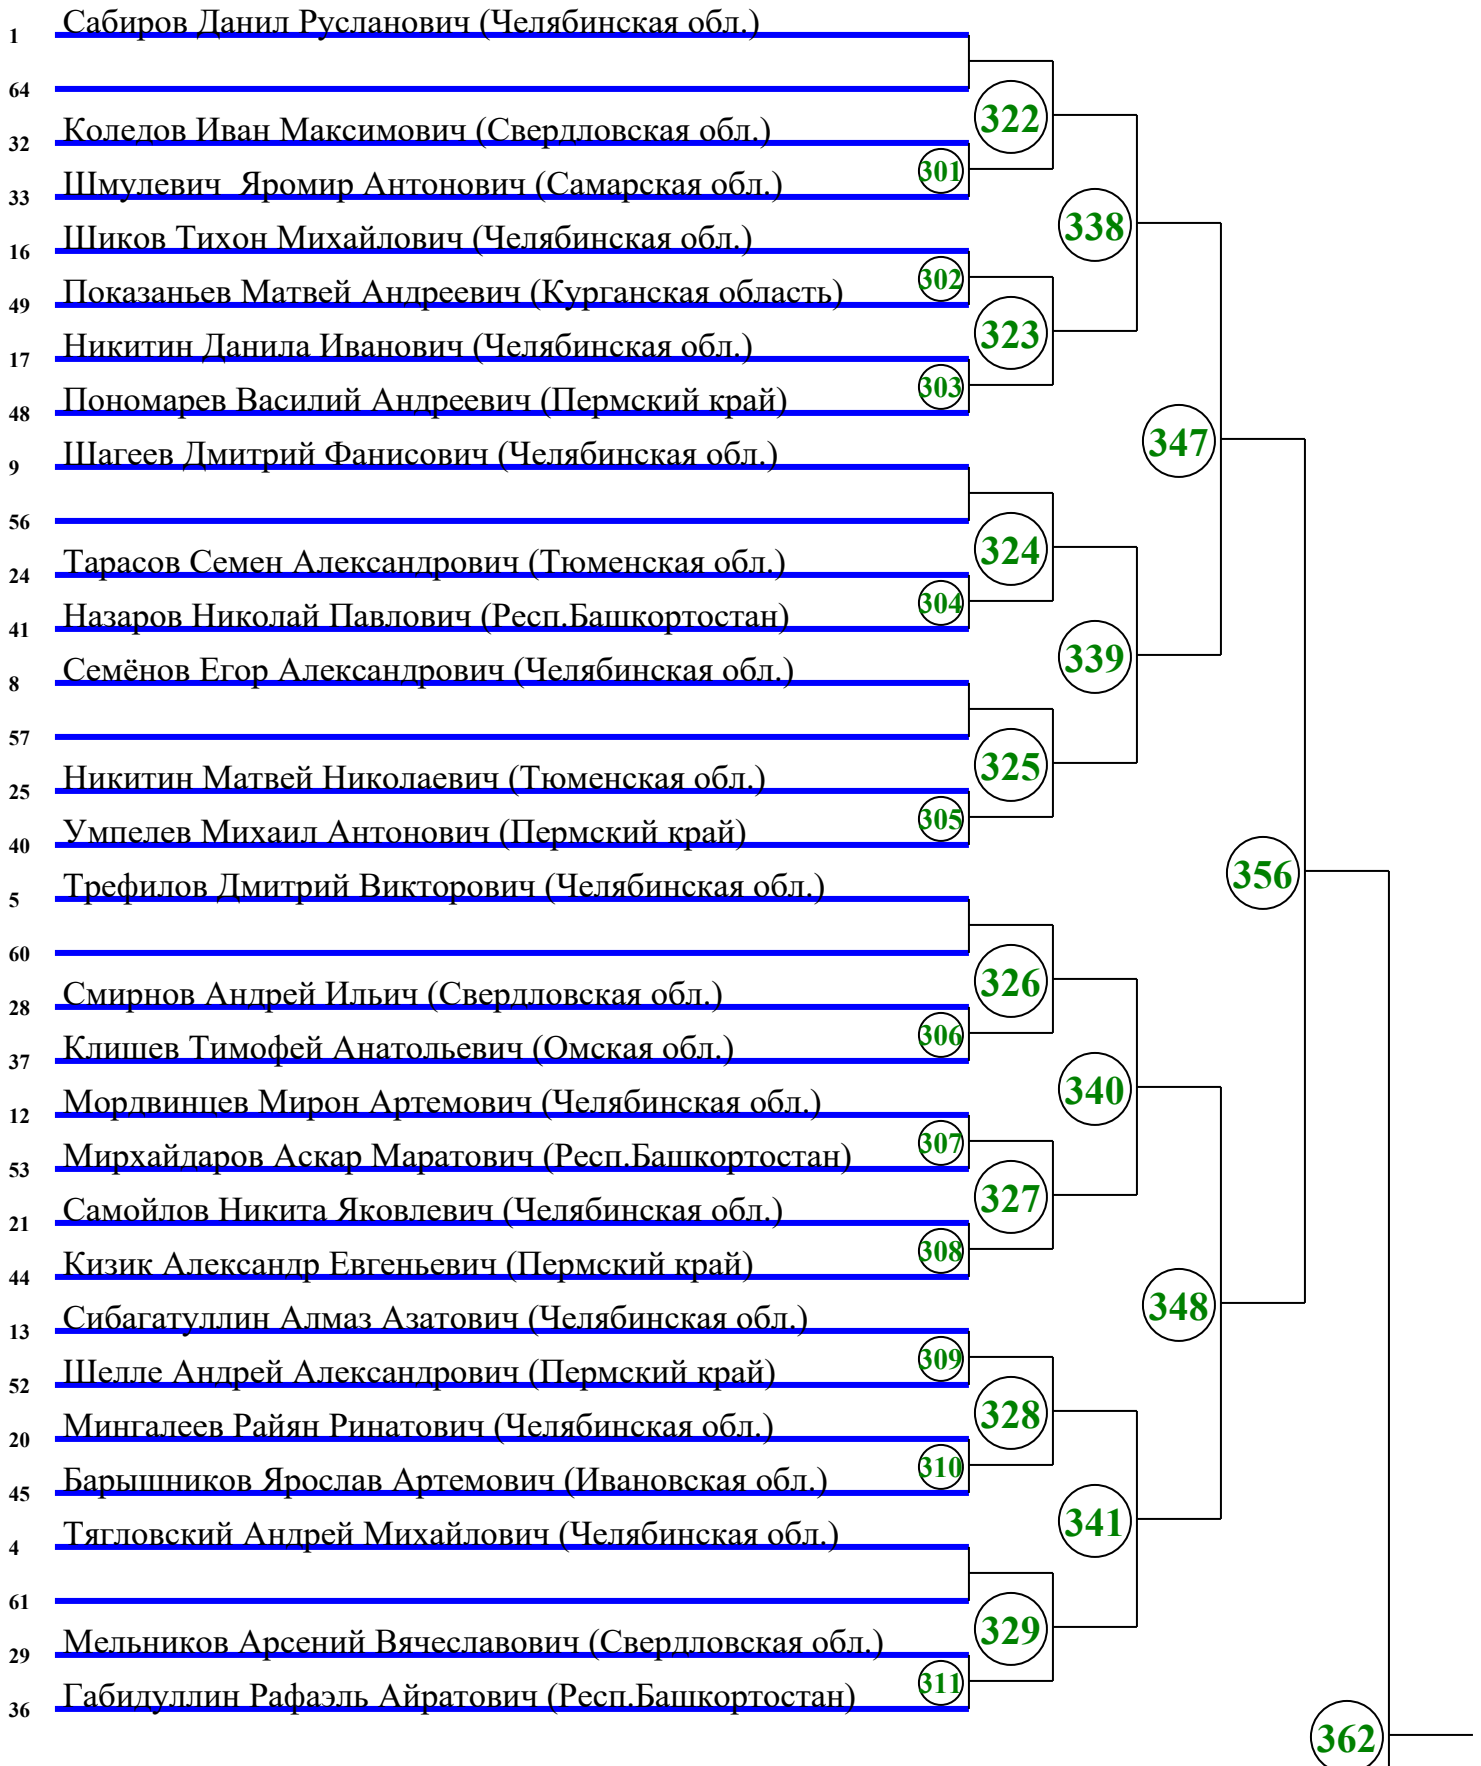 1 Сабиров Данил Русланович (Челябинская обл.)
64
322
32 Коледов Иван Максимович (Свердловская обл.)
301
33 Шмулевич  Яромир Антонович (Самарская обл.)
338
16 Шиков Тихон Михайлович (Челябинская обл.)
302
49 Показаньев Матвей Андреевич (Курганская область)
323
17 Никитин Данила Иванович (Челябинская обл.)
303
48 Пономарев Василий Андреевич (Пермский край)
347
9 Шагеев Дмитрий Фанисович (Челябинская обл.)
56
324
24 Тарасов Семен Александрович (Тюменская обл.)
304
41 Назаров Николай Павлович (Респ.Башкортостан)
339
8 Семёнов Егор Александрович (Челябинская обл.)
57
325
25 Никитин Матвей Николаевич (Тюменская обл.)
305
40 Умпелев Михаил Антонович (Пермский край)
356
5 Трефилов Дмитрий Викторович (Челябинская обл.)
60
326
28 Смирнов Андрей Ильич (Свердловская обл.)
306
37 Клишев Тимофей Анатольевич (Омская обл.)
340
12 Мордвинцев Мирон Артемович (Челябинская обл.)
307
53 Мирхайдаров Аскар Маратович (Респ.Башкортостан)
327
21 Самойлов Никита Яковлевич (Челябинская обл.)
308
44 Кизик Александр Евгеньевич (Пермский край)
348
13 Сибагатуллин Алмаз Азатович (Челябинская обл.)
309
52 Шелле Андрей Александрович (Пермский край)
328
20 Мингалеев Райян Ринатович (Челябинская обл.)
310
45 Барышников Ярослав Артемович (Ивановская обл.)
341
4 Тягловский Андрей Михайлович (Челябинская обл.)
61
329
29 Мельников Арсений Вячеславович (Свердловская обл.)
311
36 Габидуллин Рафаэль Айратович (Респ.Башкортостан)
362